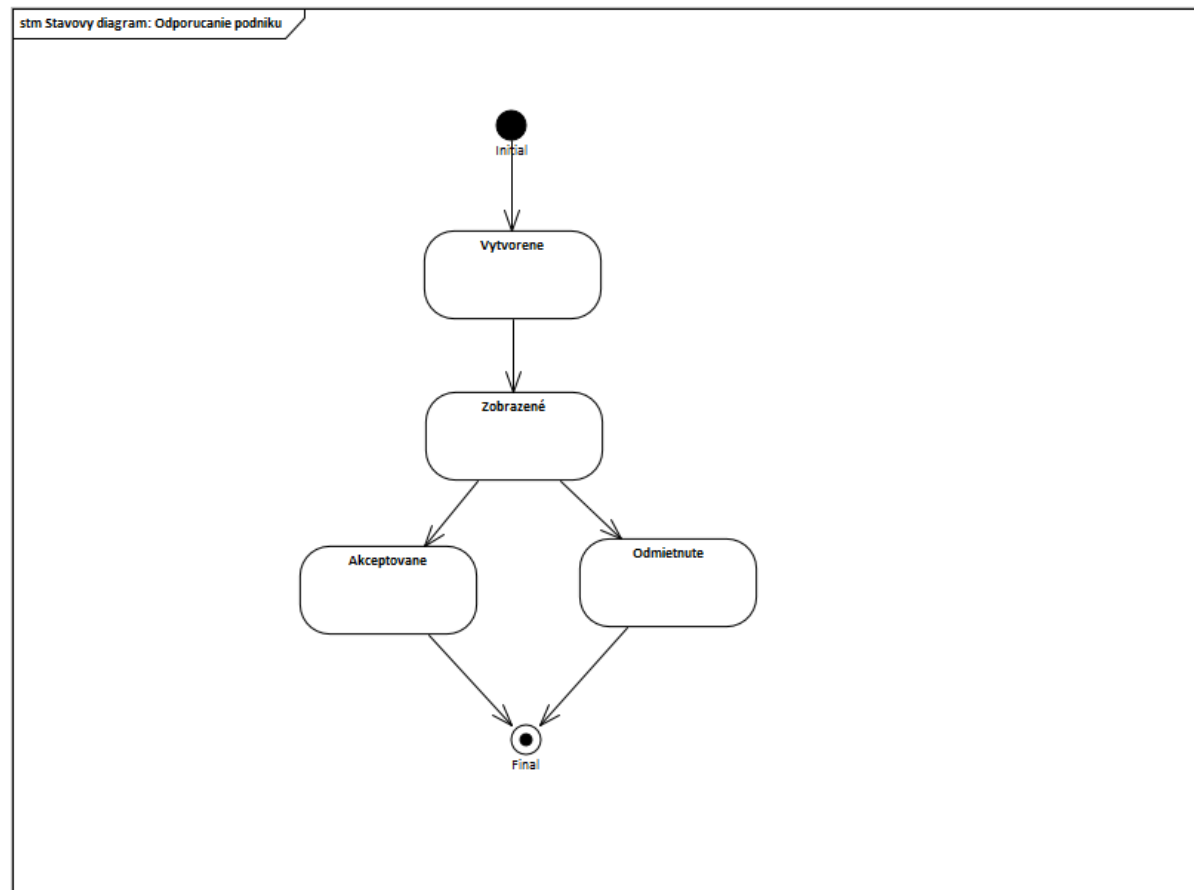 stm Stavovy diagram: Odporucanie podniku
Initial
Vytvorene
Zobrazené
Akceptovane
Odmietnute
Final